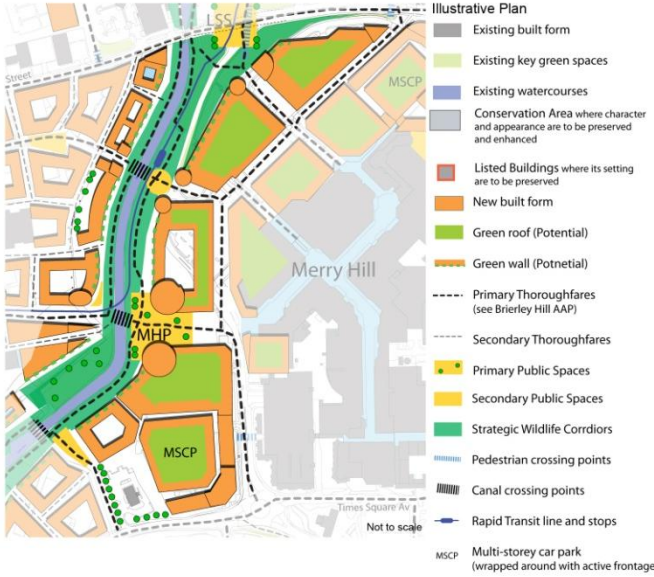 LSS
Street
MSCP
Merry Hill
MHP
MSCP
Times Square Av
Not to scale
Illustrative Plan
Existing built form
Existing key green spaces
Existing watercourses
Conservation Area where character
and appearance are to be preserved
and enhanced
Listed Buildings where its setting
are to be preserved
New built form
Green roof (Potential)
Green wall (Potnetial)
Primary Thoroughfares
(see Brierley Hill AAP)
Secondary Thoroughfares
Primary Public Spaces
Secondary Public Spaces
Strategic Wildlife Corrdiors
Pedestrian crossing points
Canal crossing points
Rapid Transit line and stops
MSCP
Multi-storey car park
(wrapped around with active frontage